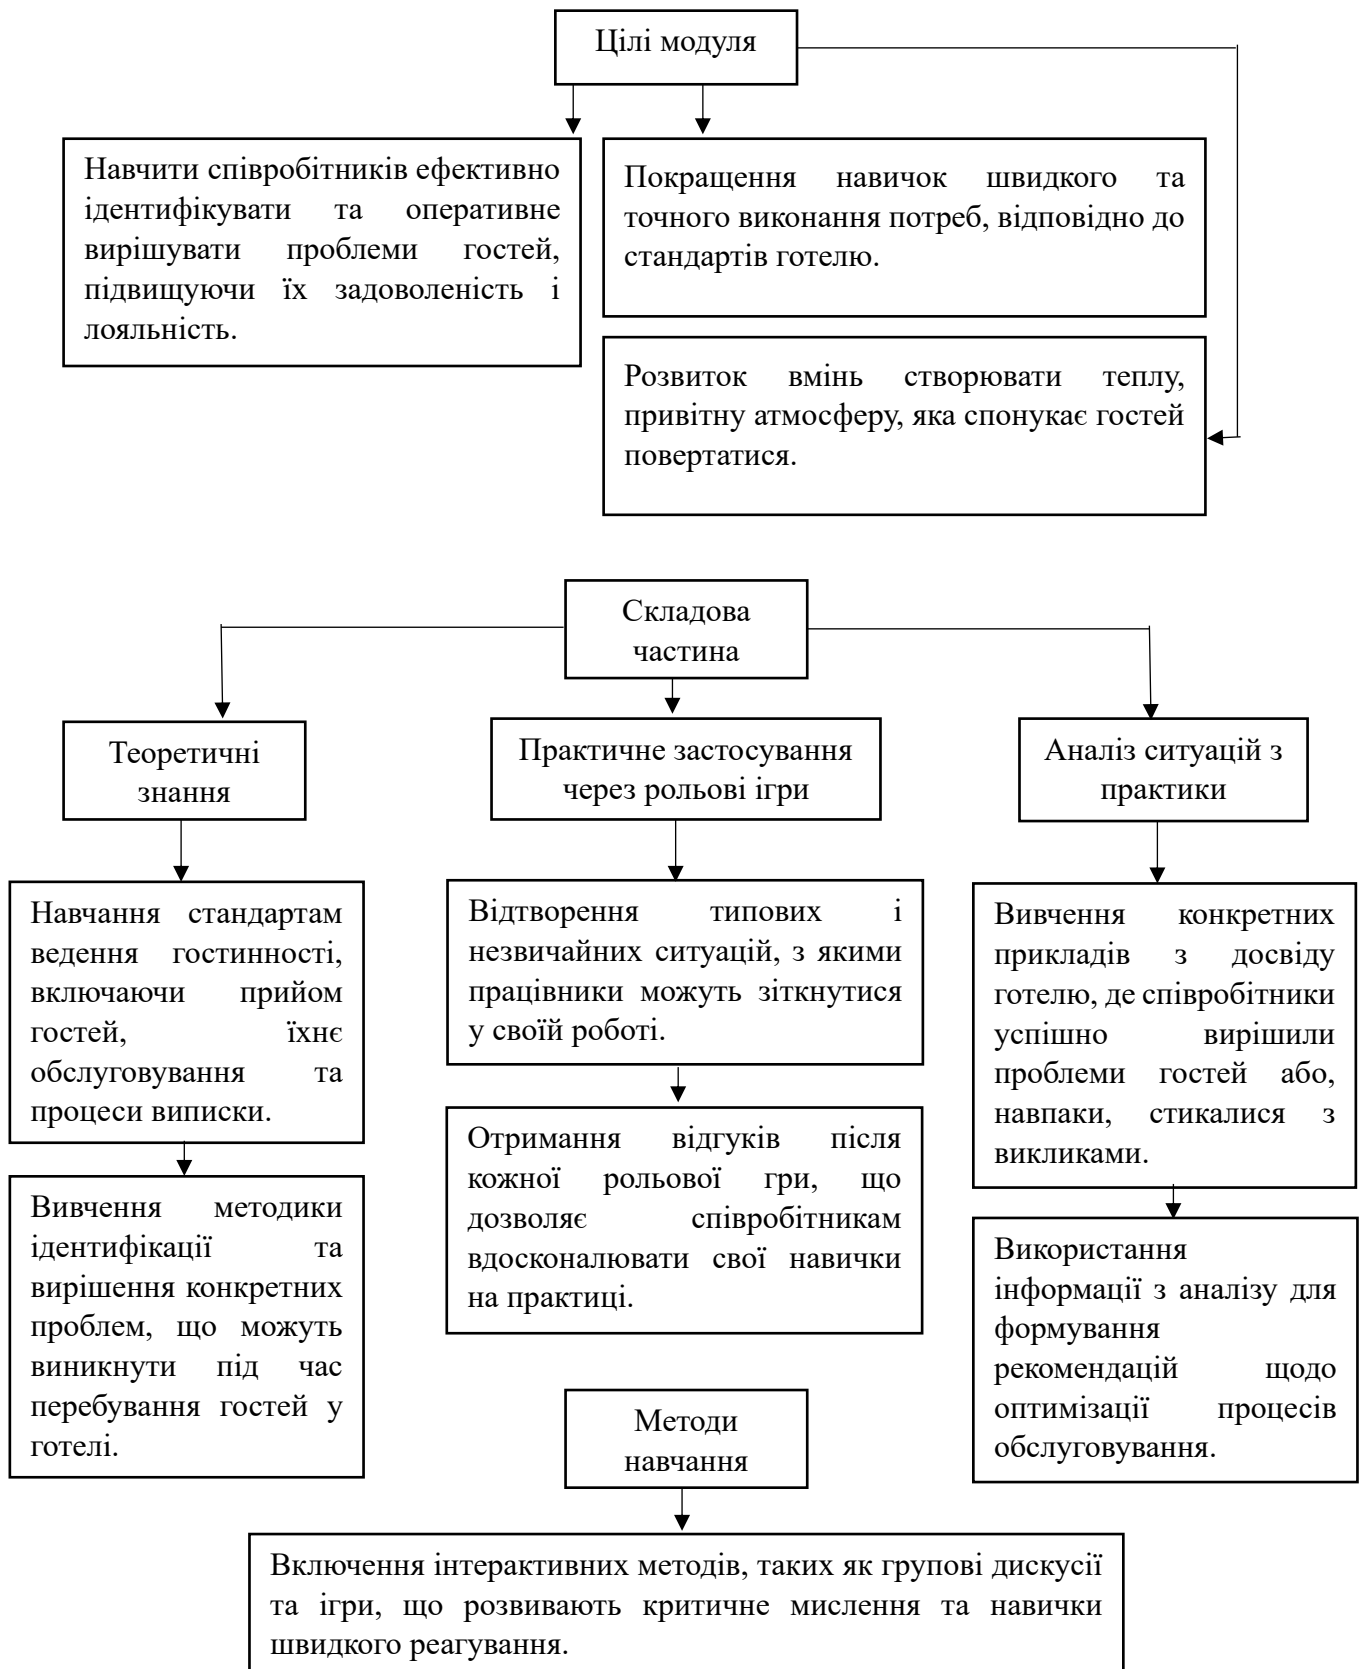 Цілі модуля
Навчити співробітників ефективно
ідентифікувати та оперативне
вирішувати проблеми гостей,
підвищуючи їх задоволеність і
лояльність.
Покращення навичок швидкого та
точного виконання потреб, відповідно до
стандартів готелю.
Розвиток вмінь створювати теплу,
привітну атмосферу, яка спонукає гостей
повертатися.
Складова
частина
Теоретичні
знання
Навчання стандартам
ведення гостинності,
включаючи прийом
гостей, їхнє
обслуговування та
процеси виписки.
Вивчення методики
ідентифікації та
вирішення конкретних
проблем, що можуть
виникнути під час
перебування гостей у
готелі.
Практичне застосування
через рольові ігри
Відтворення типових і
незвичайних ситуацій, з якими
працівники можуть зіткнутися
у своїй роботі.
Отримання відгуків після
кожної рольової гри, що
дозволяє співробітникам
вдосконалювати свої навички
на практиці.
Аналіз ситуацій з
практики
Вивчення конкретних
прикладів з досвіду
готелю, де співробітники
успішно вирішили
проблеми гостей або,
навпаки, стикалися з
викликами.
Використання
інформації з аналізу для
формування
рекомендацій щодо
оптимізації процесів
обслуговування.
Методи
навчання
Включення інтерактивних методів, таких як групові дискусії
та ігри, що розвивають критичне мислення та навички
швидкого реагування.